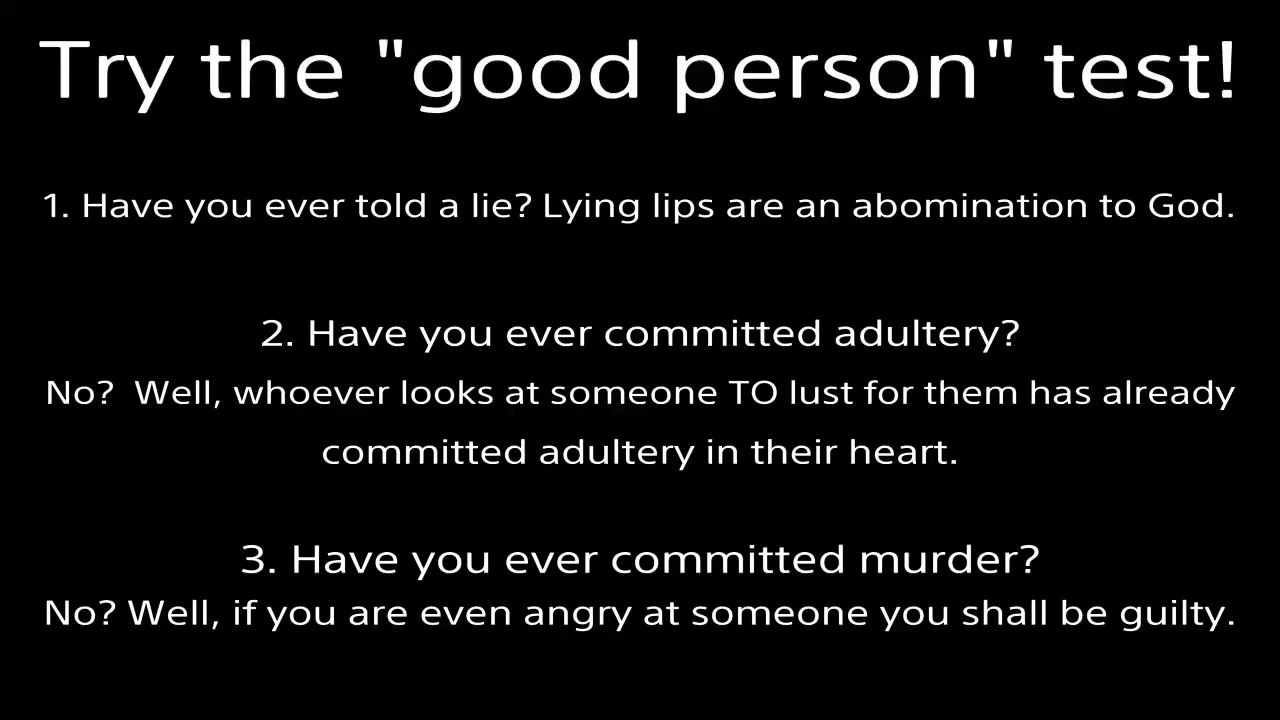 Try the "good person" test!
1. Have you ever told a lie? Lying lips are an abomination to God.
2. Have you ever committed adultery?
No?  Well, whoever looks at someone TO lust for them has already
committed adultery in their heart.
3. Have you ever committed murder?
No? Well, if you are even angry at someone you shall be guilty.